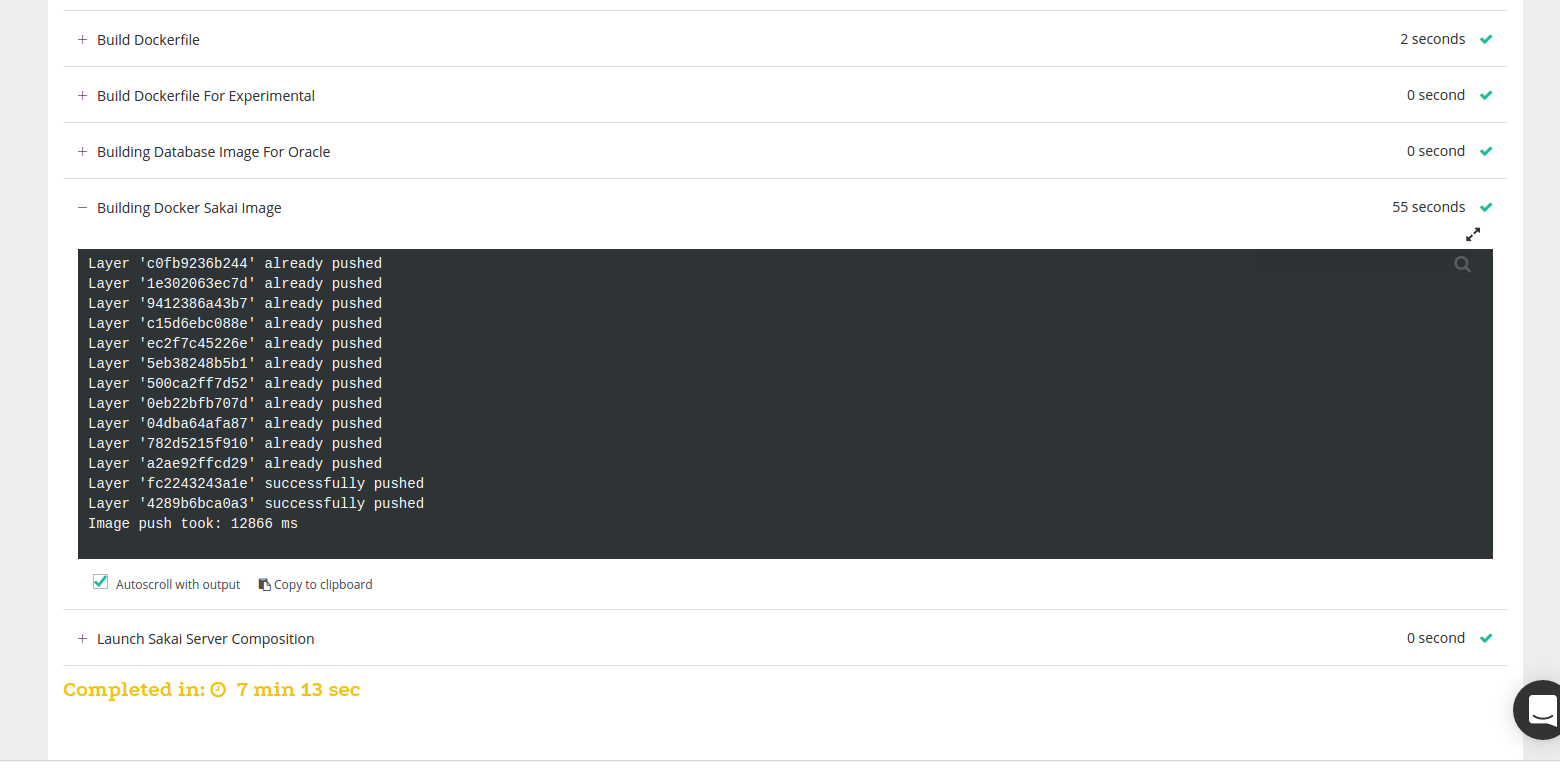 + Build Dockerfile 2 seconds
+ Build Dockerfile For Experimental 0 second
+ Building Database Image For Oracle 0 second
− Building Docker Sakai Image 55 seconds
Layer 'c0fb9236b244' already pushed
Layer '1e302063ec7d' already pushed
Layer '9412386a43b7' already pushed
Layer 'c15d6ebc088e' already pushed
Layer 'ec2f7c45226e' already pushed
Layer '5eb38248b5b1' already pushed
Layer '500ca2ff7d52' already pushed
Layer '0eb22bfb707d' already pushed
Layer '04dba64afa87' already pushed
Layer '782d5215f910' already pushed
Layer 'a2ae92ffcd29' already pushed
Layer 'fc2243243a1e' successfully pushed
Layer '4289b6bca0a3' successfully pushed
Image push took: 12866 ms
Autoscroll with output Copy to clipboard
+ Launch Sakai Server Composition 0 second
Completed in: 7 min 13 sec